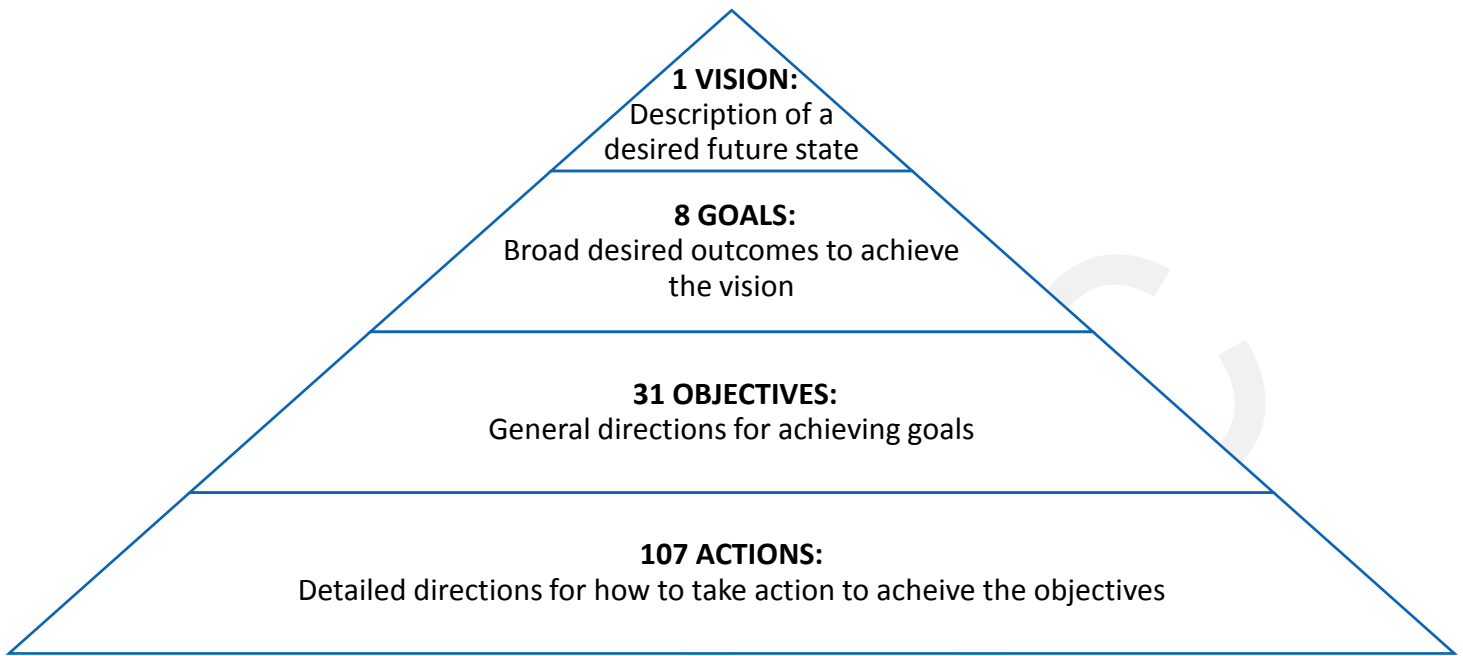 1 VISION:
Description of a
desired future state
8 GOALS:
Broad desired outcomes to achieve
the vision
31 OBJECTIVES:
General directions for achieving goals
107 ACTIONS:
Detailed directions for how to take action to acheive the objectives